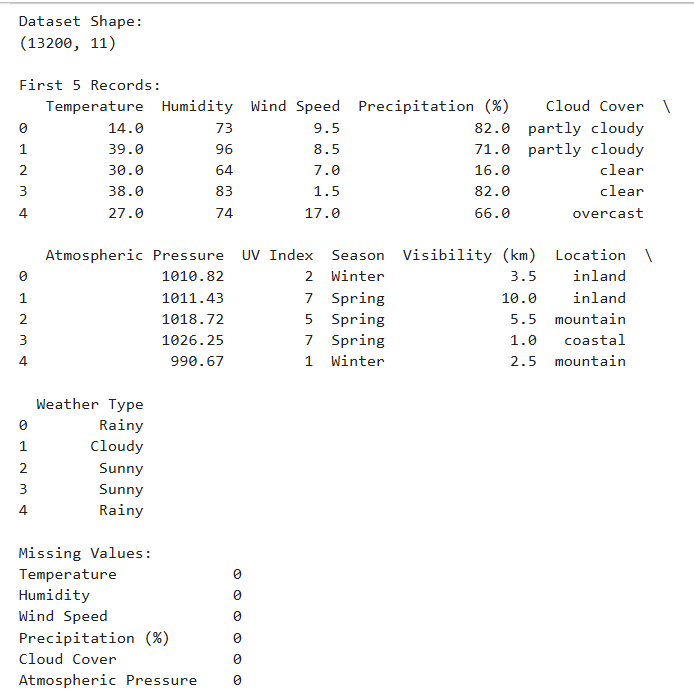 Dataset Shape:
(13200, 11)
First 5 Records:
Temperature Humidity Wind Speed Precipitation (%) Cloud Cover \
0 14.0 73 9.5 82.0 partly cloudy
1 39.0 96 8.5 71.0 partly cloudy
2 30.0 64 7.0 16.0 clear
3 38.0 83 1.5 82.0 clear
4 27.0 74 17.0 66.0 overcast
Atmospheric Pressure UV Index Season Visibility (km) Location \
0 1010.82 2 Winter 3.5 inland
1 1011.43 7 Spring 10.0 inland
2 1018.72 5 Spring 5.5 mountain
3 1026.25 7 Spring 1.0 coastal
4 990.67 1 Winter 2.5 mountain
Weather Type
0 Rainy
1 Cloudy
2 Sunny
3 Sunny
4 Rainy
Missing Values:
Temperature 0
Humidity 0
Wind Speed 0
Precipitation (%) 0
Cloud Cover 0
Atmospheric Pressure 0